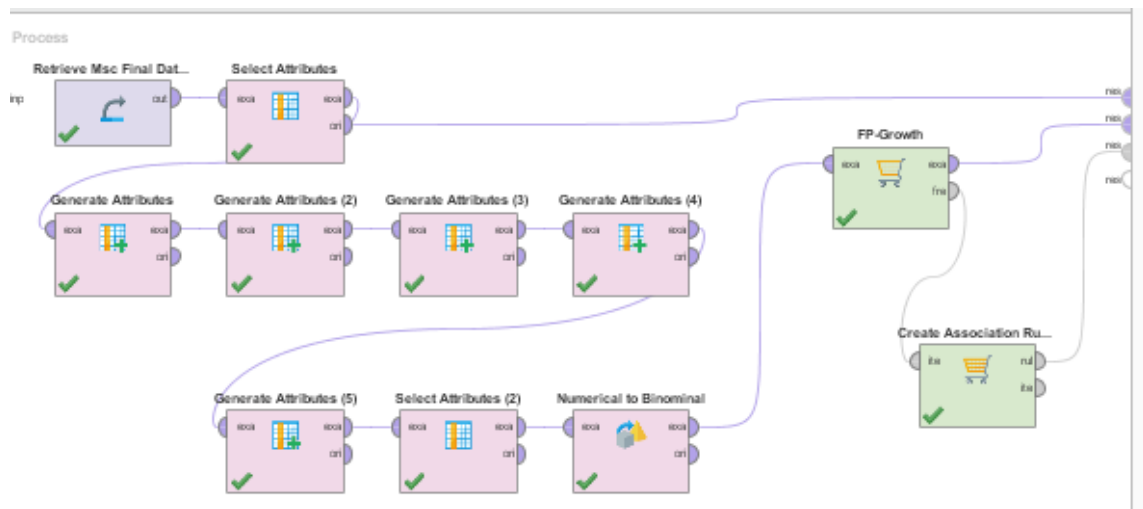 Process
Retrieve Msc Final Dat...
Select Attributes
inp
out
exa
exa
ori
res
res
res
res
FP-Growth
exa
exa
fre
Generate Attributes
Generate Attributes (2)
Generate Attributes (3)
Generate Attributes (4)
exa
exa
exa
exa
exa
exa
exa
exa
ori
ori
ori
ori
Create Association Ru...
ite
rul
ite
Generate Attributes (5)
Select Attributes (2)
Numerical to Binominal
exa
exa
exa
exa
exa
exa
ori
ori
ori